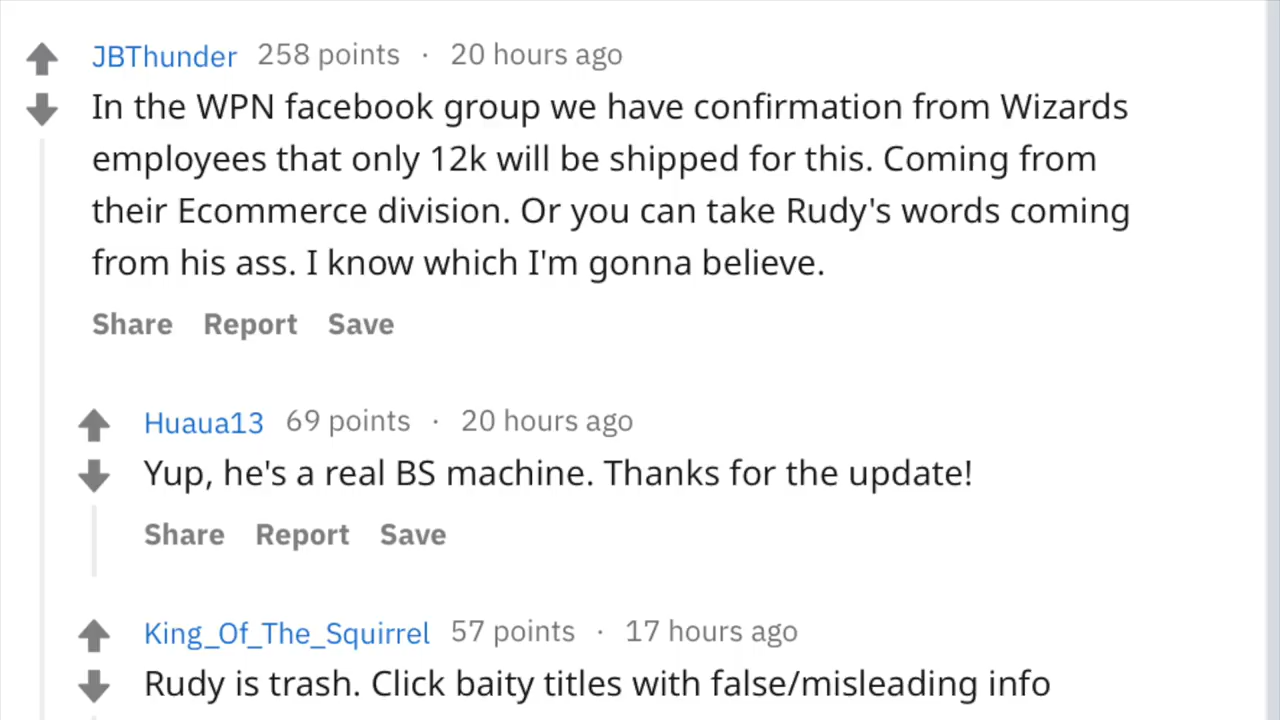 JBThunder 258 points · 20 hours ago
In the WPN facebook group we have confirmation from Wizards
employees that only 12k will be shipped for this. Coming from
their Ecommerce division. Or you can take Rudy's words coming
from his ass. I know which I'm gonna believe.
Share Report Save
Huaua13 69 points · 20 hours ago
Yup, he's a real BS machine. Thanks for the update!
Share Report Save
King_Of_The_Squirrel 57 points · 17 hours ago
Rudy is trash. Click baity titles with false/misleading info